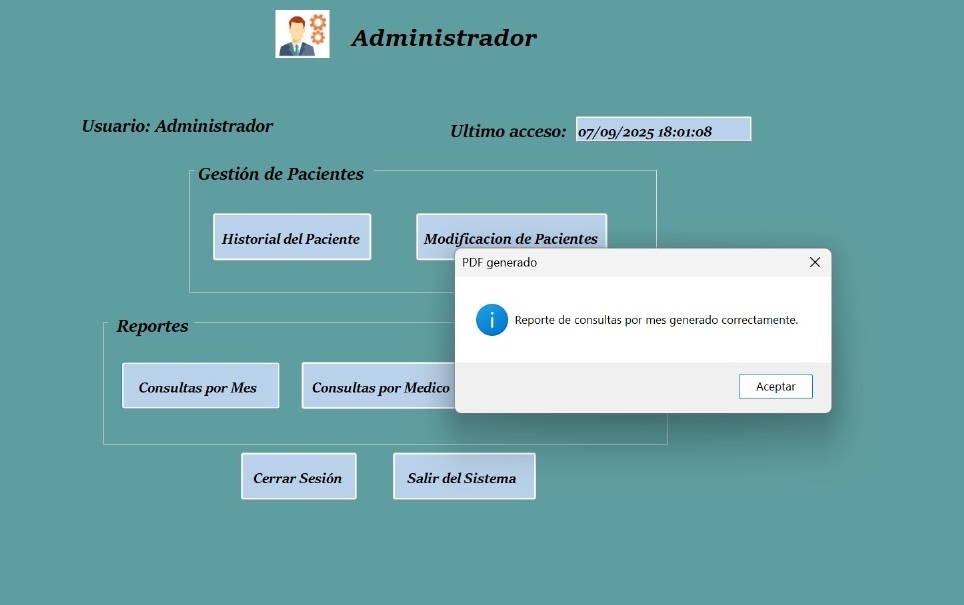 Administrador
Usuario: Administrador
Ultimo acceso: 07/09/2025 18:01:08
Gestión de Pacientes
Historial del Paciente
Modificacion de Pacientes
PDF generado
Reporte de consultas por mes generado correctamente.
Aceptar
Reportes
Consultas por Mes
Consultas por Medico
Cerrar Sesión
Salir del Sistema